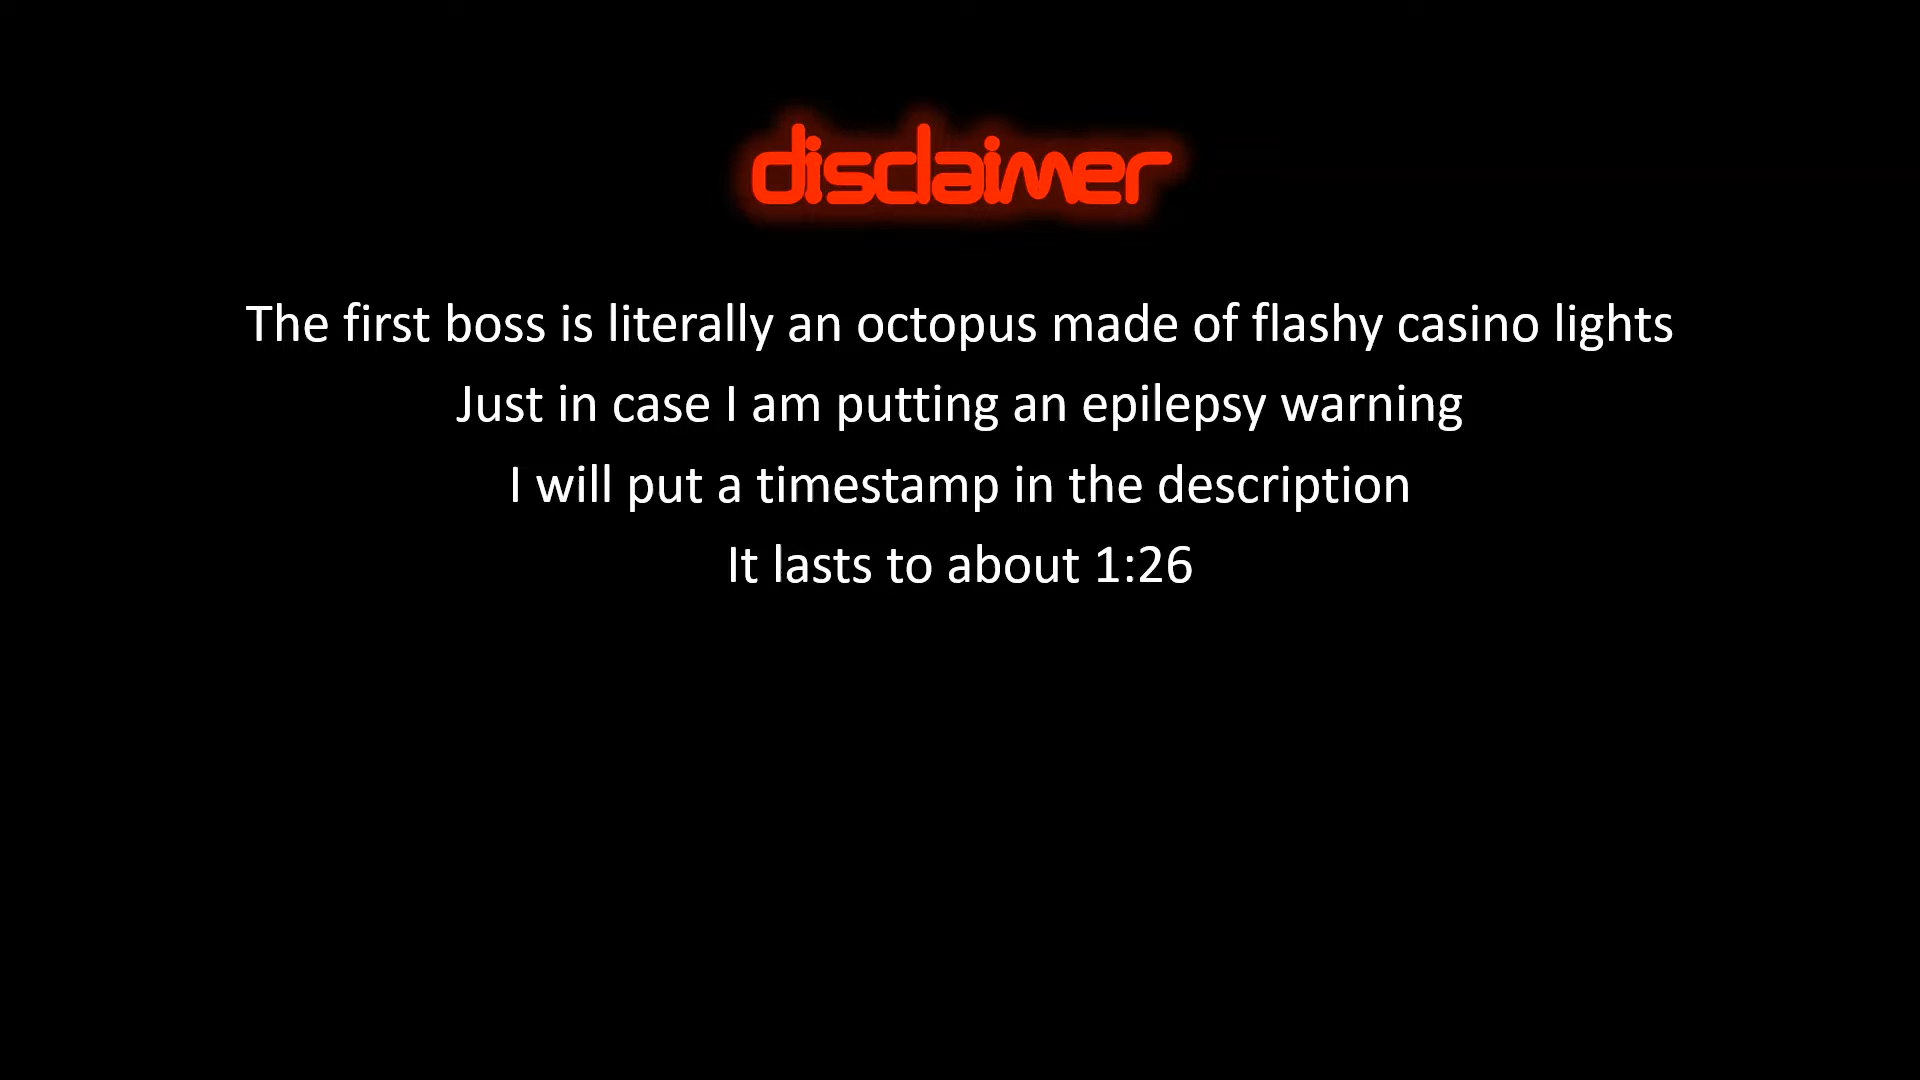 disclaimer
The first boss is literally an octopus made of flashy casino lights
Just in case I am putting an epilepsy warning
I will put a timestamp in the description
It lasts to about 1:26